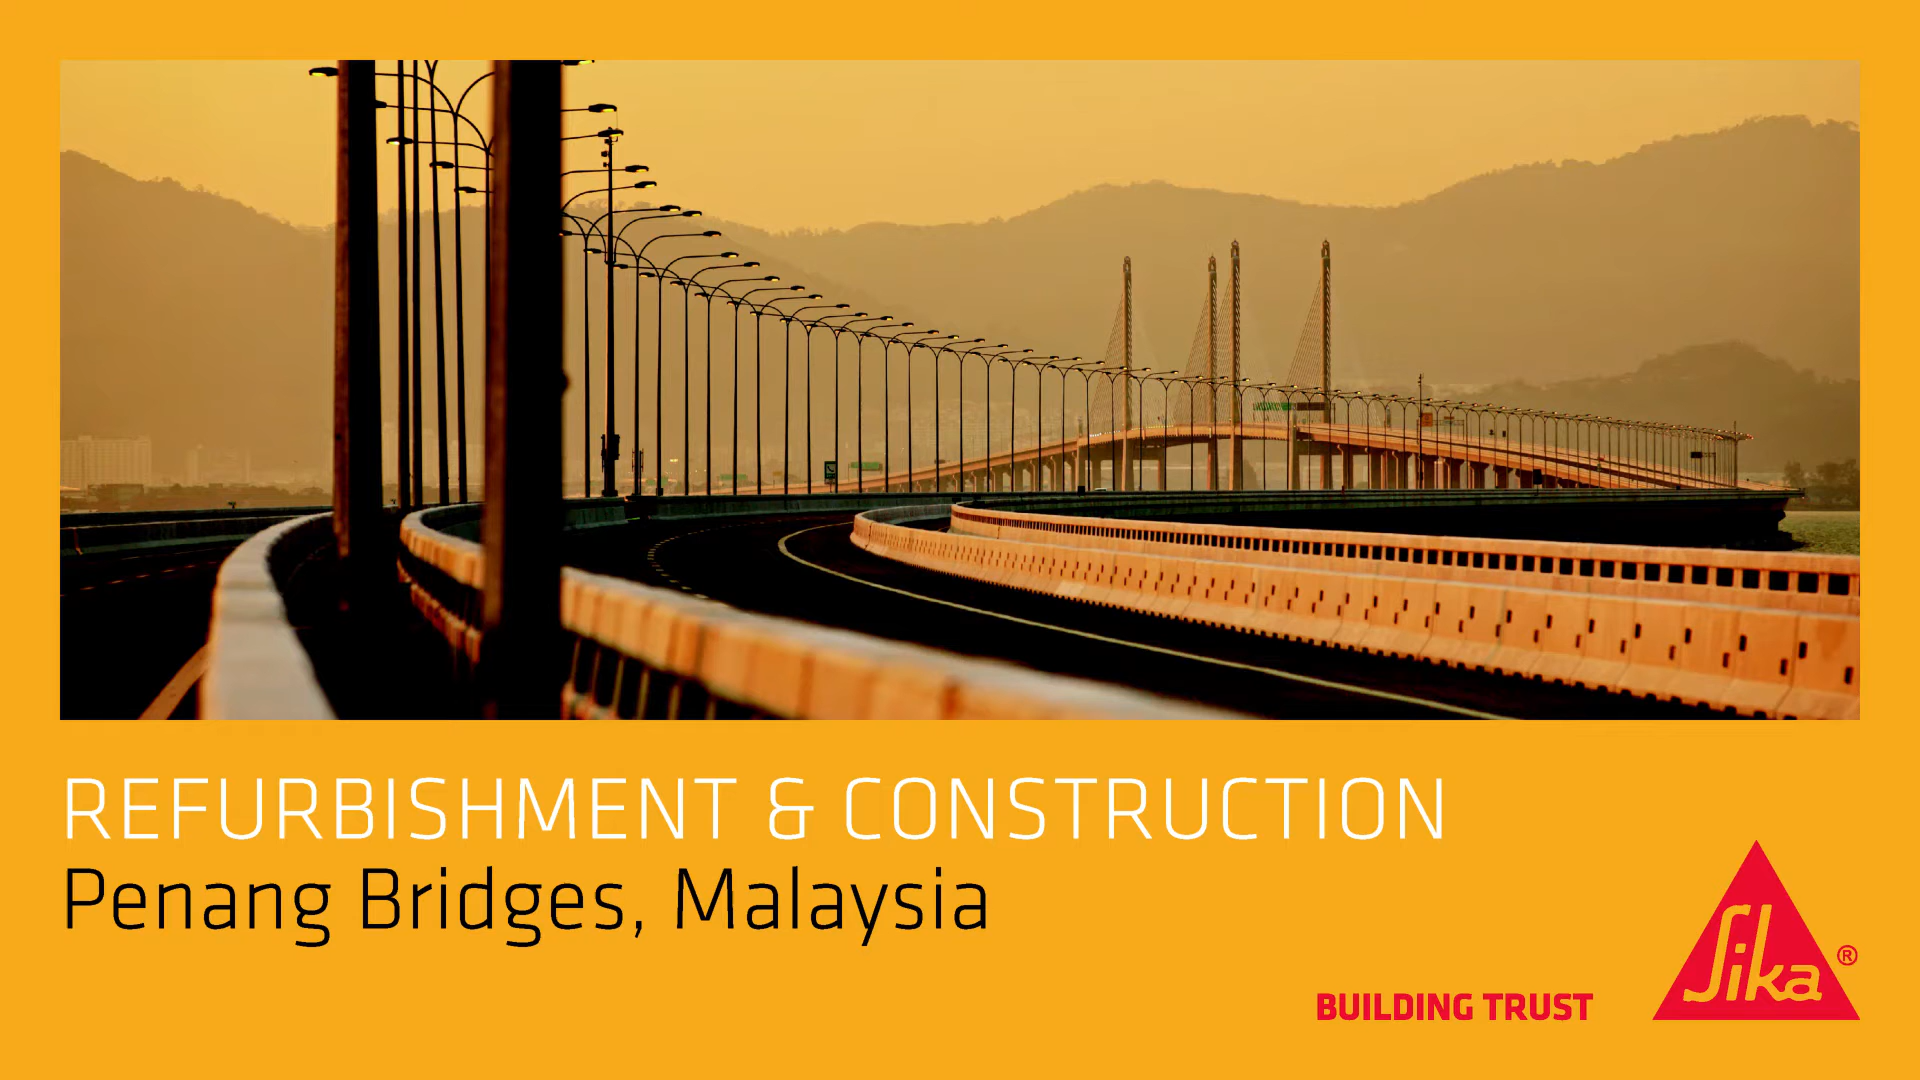 REFURBISHMENT & CONSTRUCTION
Penang Bridges, Malaysia
BUILDING TRUST
Sika®